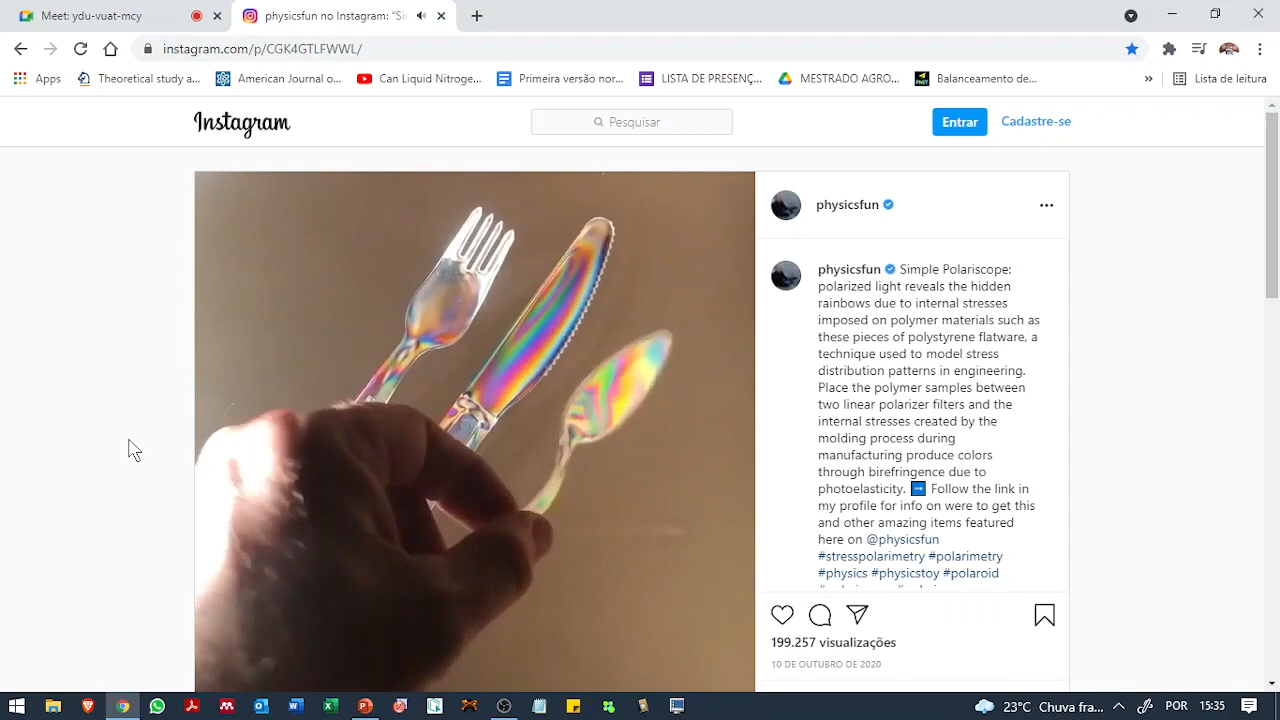 Meet: ydu-vuat-mcy
physicsfun no Instagram: "Si
instagram.com/p/CGK4GTLFWWL/
Apps
Theoretical study a...
American Journal o...
Can Liquid Nitroge...
Primeira versão nor...
LISTA DE PRESENÇ...
MESTRADO AGRO...
Balanceamento de...
»
Lista de leitura
Instagram
Pesquisar
Entrar
Cadastre-se
physicsfun
physicsfun Simple Polariscope:
polarized light reveals the hidden
rainbows due to internal stresses
imposed on polymer materials such as
these pieces of polystyrene flatware, a
technique used to model stress
distribution patterns in engineering.
Place the polymer samples between
two linear polarizer filters and the
internal stresses created by the
molding process during
manufacturing produce colors
through birefringence due to
photoelasticity. ➡ Follow the link in
my profile for info on were to get this
and other amazing items featured
here on @physicsfun
#stresspolarimetry #polarimetry
#physics #physicstoy #polaroid
199.257 visualizações
10 DE OUTUBRO DE 2020
23°C Chuva fra... POR 15:35